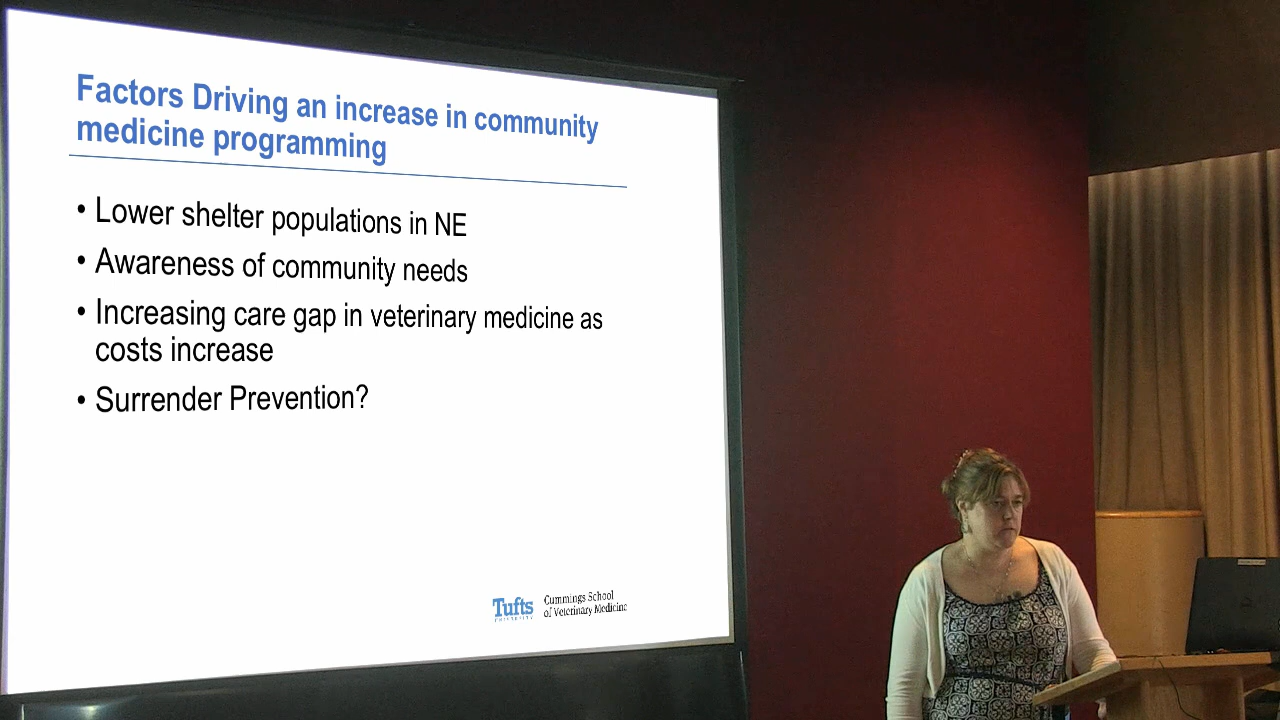 Factors Driving an increase in community
medicine programming
• Lower shelter populations in NE
• Awareness of community needs
• Increasing care gap in veterinary medicine as
costs increase
• Surrender Prevention?
Tufts
UNIVERSITY
Cummings School
of Veterinary Medicine